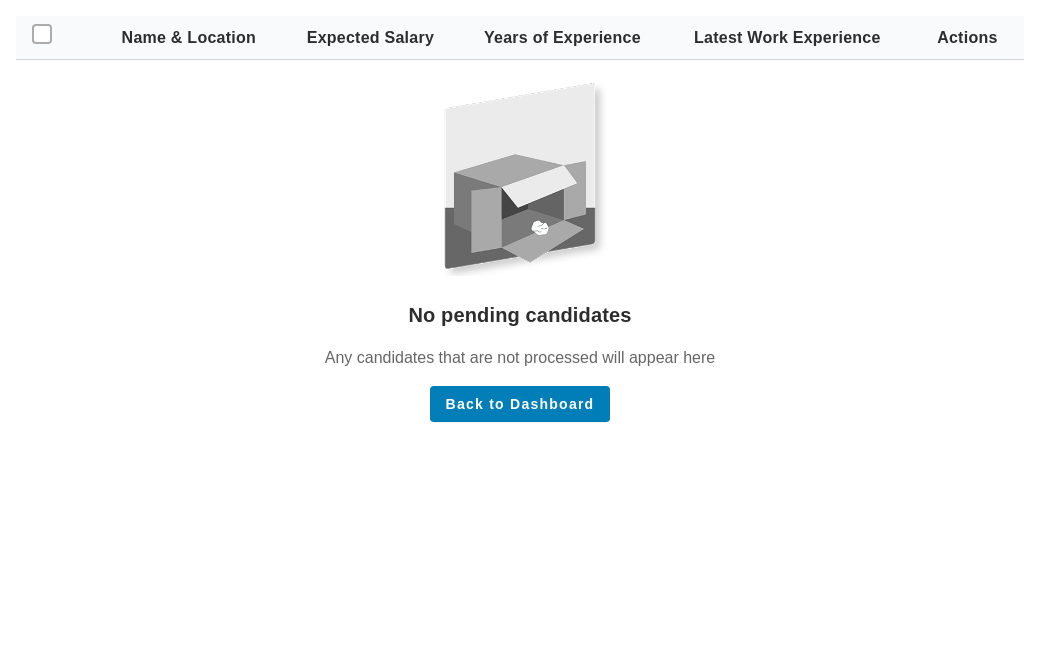 Name & Location Expected Salary Years of Experience Latest Work Experience Actions
No pending candidates
Any candidates that are not processed will appear here
Back to Dashboard